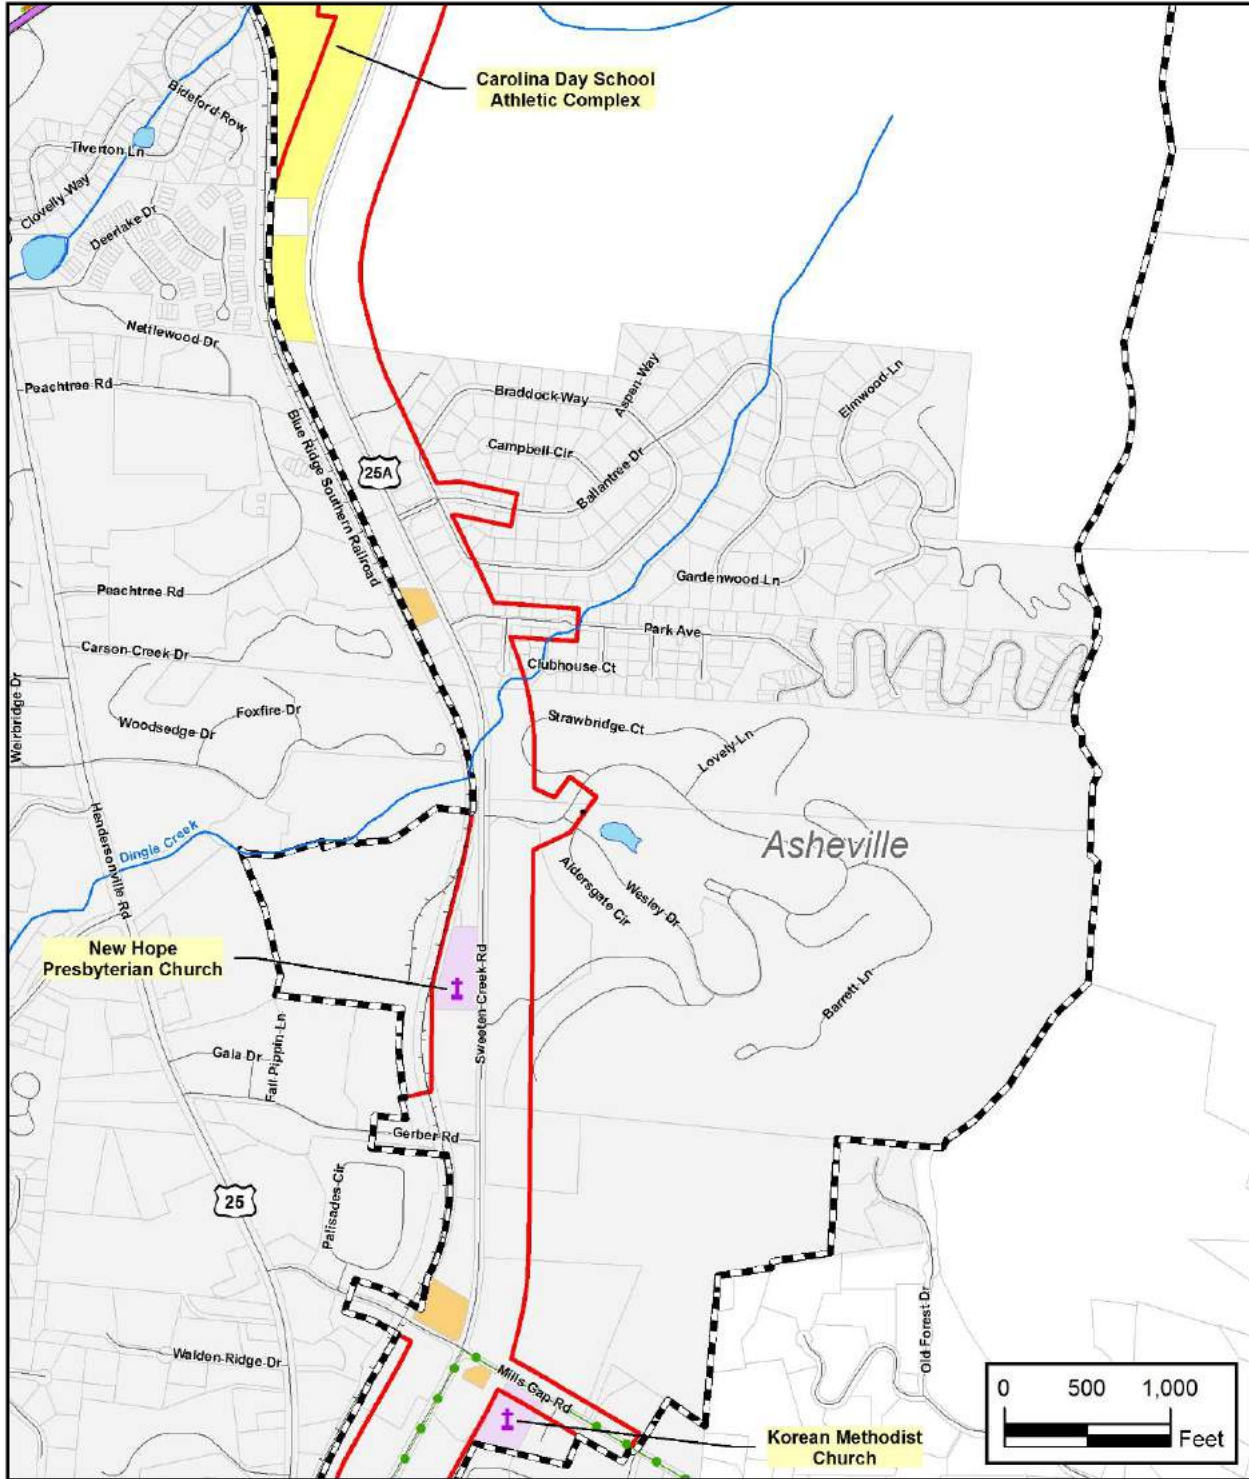 Carolina Day School
Athletic Complex
Bideford Row
Tiverton Ln
Clovelly Way
Deerlake Dr
Nettlewood Dr
Peachtree Rd
Blue Ridge Southern Railroad
25A
Braddock Way
Aspen Way
Elmwood Ln
Campbell Cir
Ballantree Dr
Gardenwood Ln
Peachtree Rd
Park Ave
Carson Creek Dr
Clubhouse Ct
Weirbridge Dr
Foxfire Dr
Woodsedge Dr
Strawbridge Ct
Lovely Ln
Hendersonville Rd
Dingle Creek
Asheville
Aldersgate Cir
Wesley Dr
New Hope
Presbyterian Church
Sweeten Creek Rd
Barrett Ln
Gala Dr
Fall Pippin Ln
Gerber Rd
Palisades Cir
25
Old Forest Dr
Walden Ridge Dr
Mills Gap Rd
Korean Methodist
Church
0 500 1,000
Feet